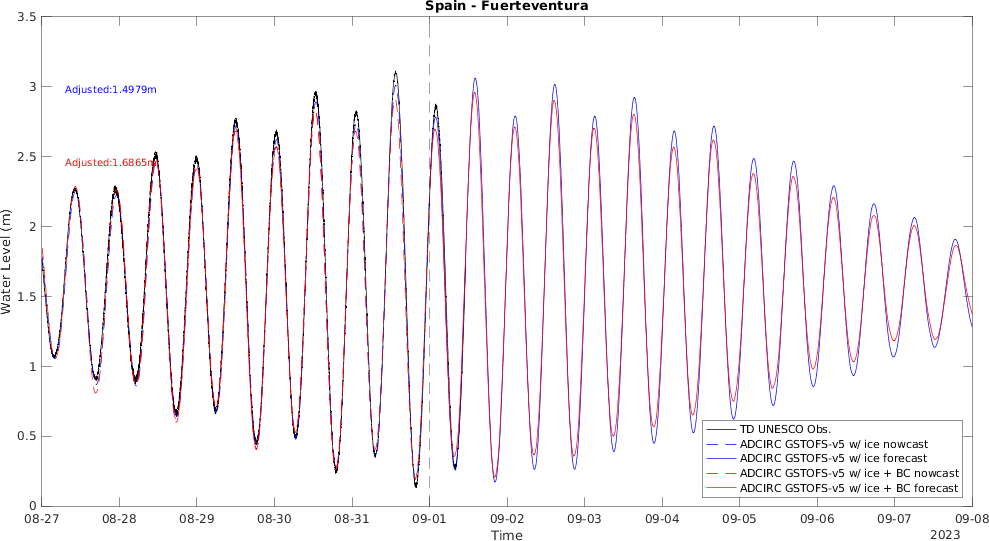 Spain - Fuerteventura
3.5
3
2.5
2
1.5
1
0.5
0
Water Level (m)
Adjusted:1.4979m
Adjusted:1.6865m
TD UNESCO Obs.
ADCIRC GSTOFS-v5 w/ ice nowcast
ADCIRC GSTOFS-v5 w/ ice forecast
ADCIRC GSTOFS-v5 w/ ice + BC nowcast
ADCIRC GSTOFS-v5 w/ ice + BC forecast
08-27 08-28 08-29 08-30 08-31 09-01 09-02 09-03 09-04 09-05 09-06 09-07 09-08
Time
2023